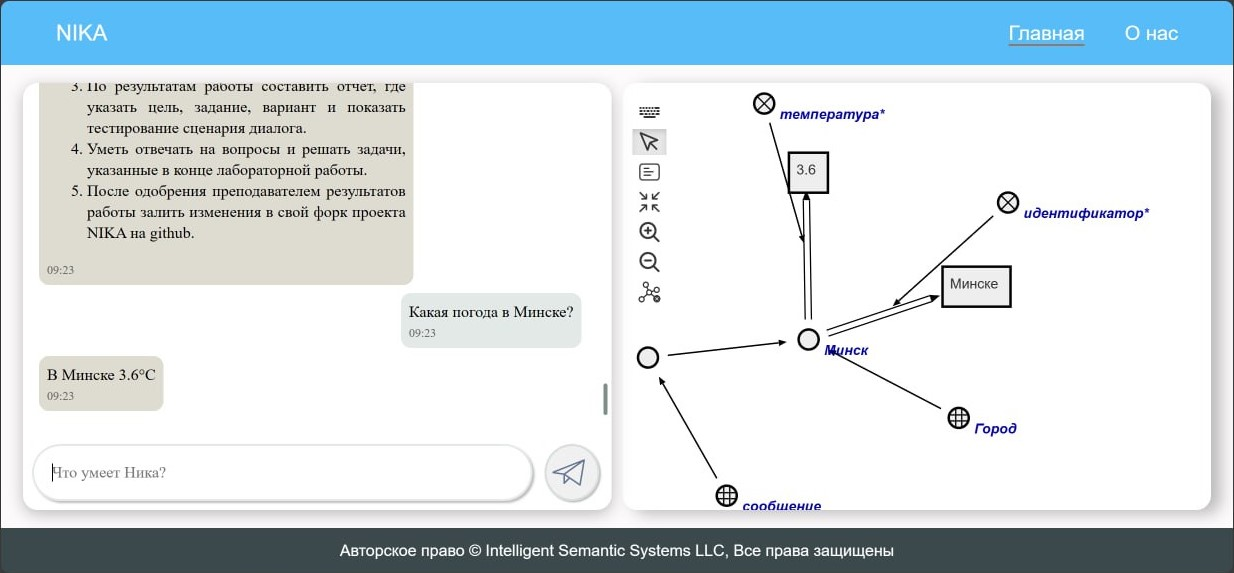 NIKA
Главная
О нас
3. По результатам работы составить отчет, где
указать цель, задание, вариант и показать
тестирование сценария диалога.
4. Уметь отвечать на вопросы и решать задачи,
указанные в конце лабораторной работы.
5. После одобрения преподавателем результатов
работы залить изменения в свой форк проекта
NIKA на github.
09:23
Какая погода в Минске?
09:23
В Минске 3.6°C
09:23
Что умеет Ника?
температура*
3.6
идентификатор*
Минске
Минск
Город
сообщение
Авторское право © Intelligent Semantic Systems LLC, Все права защищены